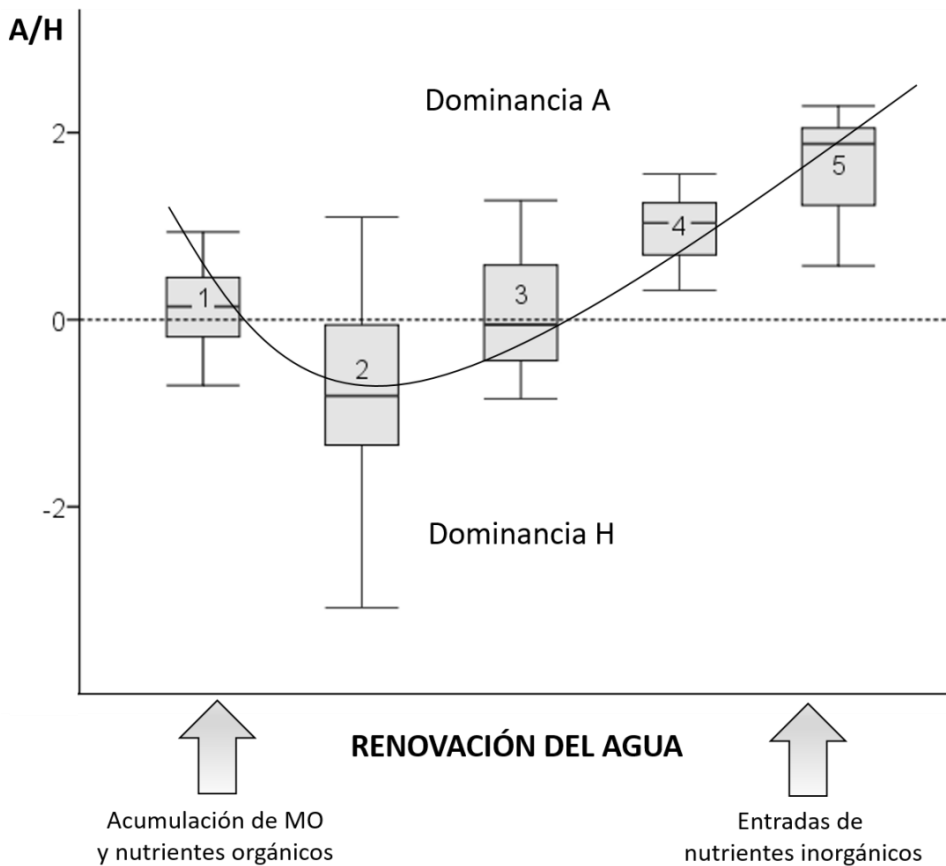 A/H
Dominancia A
2
5
4
1
3
0
2
-2
Dominancia H
RENOVACIÓN DEL AGUA
Acumulación de MO
y nutrientes orgánicos
Entradas de
nutrientes inorgánicos